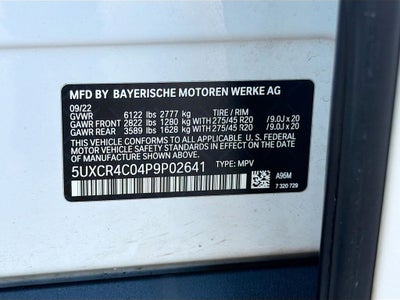 MFD BY BAYERISCHE MOTOREN WERKE AG
09/22
GVWR 6122 lbs 2777 kg TIRE / RIM
GAWR FRONT 2822 lbs 1280 kg WITH 275/45 R20 /9.0J x 20
GAWR REAR 3589 lbs 1628 kg WITH 275/45 R20 /9.0J x 20
THIS VEHICLE CONFORMS TO ALL APPLICABLE U.S. FEDERAL
MOTOR VEHICLE SAFETY STANDARDS IN EFFECT ON THE
DATE OF MANUFACTURE SHOWN ABOVE.
5UXCR4C04P9P02641 TYPE: MPV
A96M
7 320 729